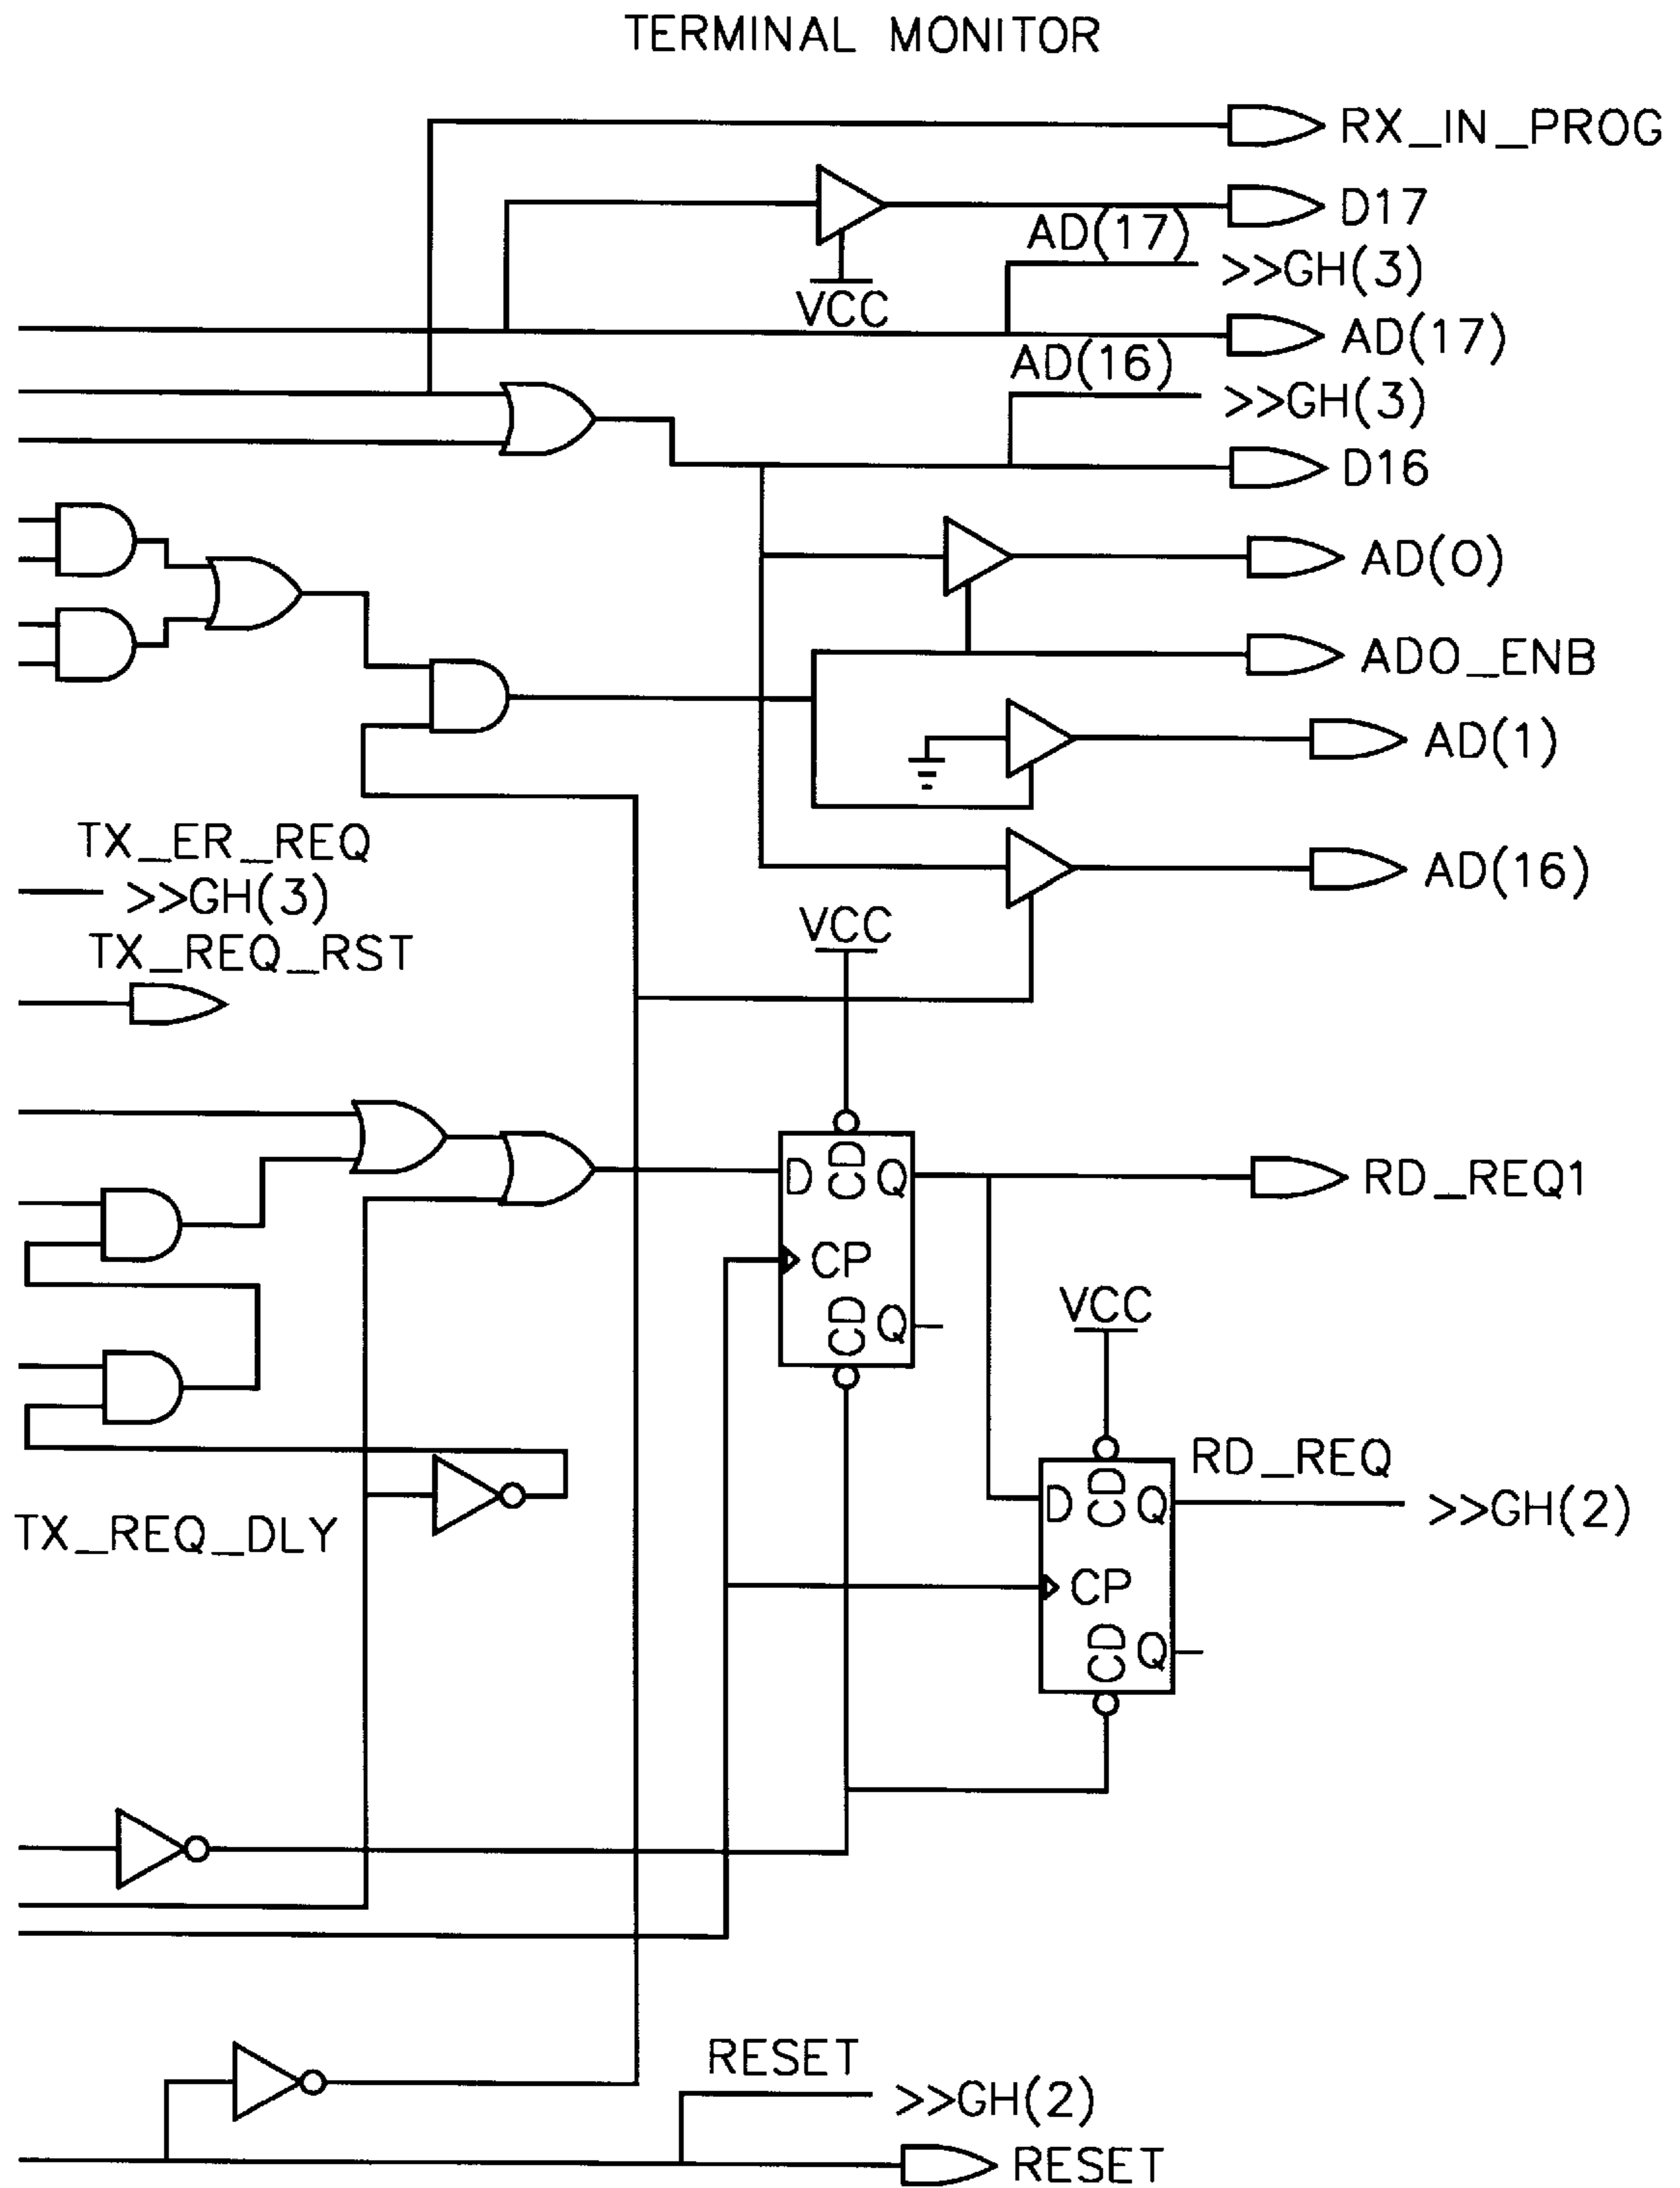 TERMINAL MONITOR
RX_IN_PROG
D17
AD(17)
>>GH(3)
VCC
AD(17)
AD(16)
>>GH(3)
D16
AD(0)
AD0_ENB
AD(1)
TX_ER_REQ
AD(16)
>>GH(3)
VCC
TX_REQ_RST
D CD Q
RD_REQ1
CP
CD Q
VCC
RD_REQ
D CD Q
>>GH(2)
TX_REQ_DLY
CP
CD Q
RESET
>>GH(2)
RESET